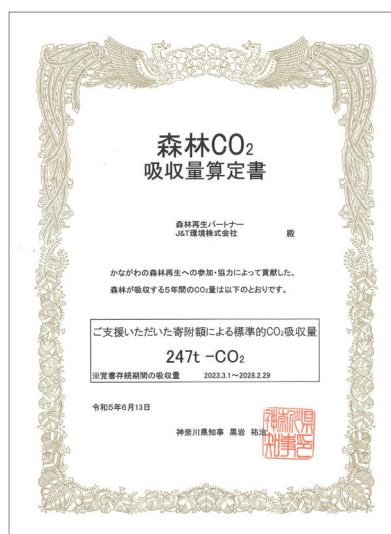 森林CO₂
吸収量算定書
森林再生パートナー
J&T環境株式会社 殿
かながわの森林再生への参加・協力によって貢献した、
森林が吸収する5年間のCO₂量は以下のとおりです。
ご支援いただいた寄附額による標準的CO₂吸収量
247t -CO₂
※覚書存続期間の吸収量 2023.3.1～2028.2.29
令和5年6月13日
神奈川県知事 黒岩 祐治
神奈川県知事印